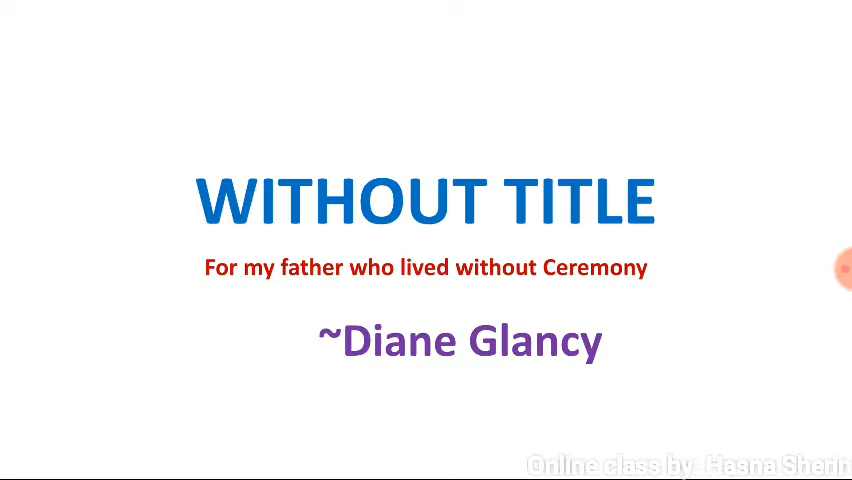 WITHOUT TITLE
For my father who lived without Ceremony
~Diane Glancy
Online class by: Hasna Sherin